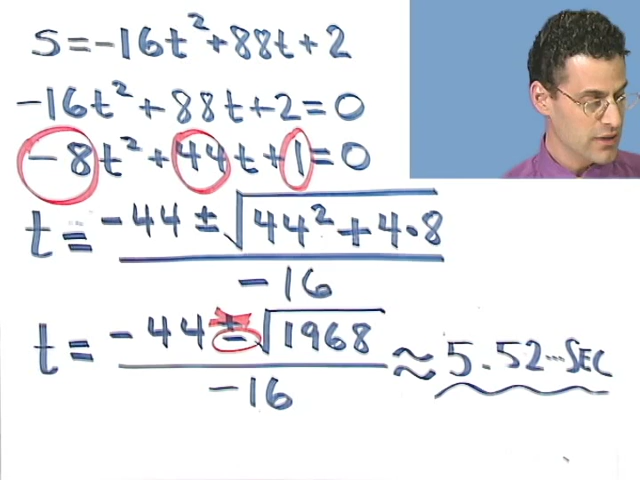 S = -16t² + 88t + 2
-16t² + 88t + 2 = 0
-8t² + 44t + 1 = 0
t = (-44 ± √(44² + 4·8)) / -16
t = (-44 ± √1968) / -16 ≈ 5.52... SEC